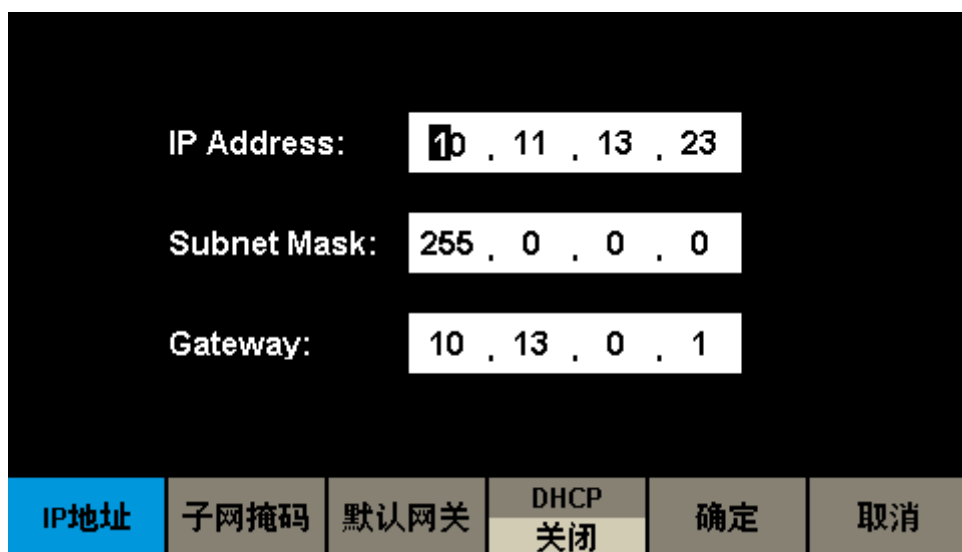 IP Address: 10 . 11 . 13 . 23
Subnet Mask: 255 . 0 . 0 . 0
Gateway: 10 . 13 . 0 . 1
IP地址 子网掩码 默认网关 DHCP 确定 取消
关闭